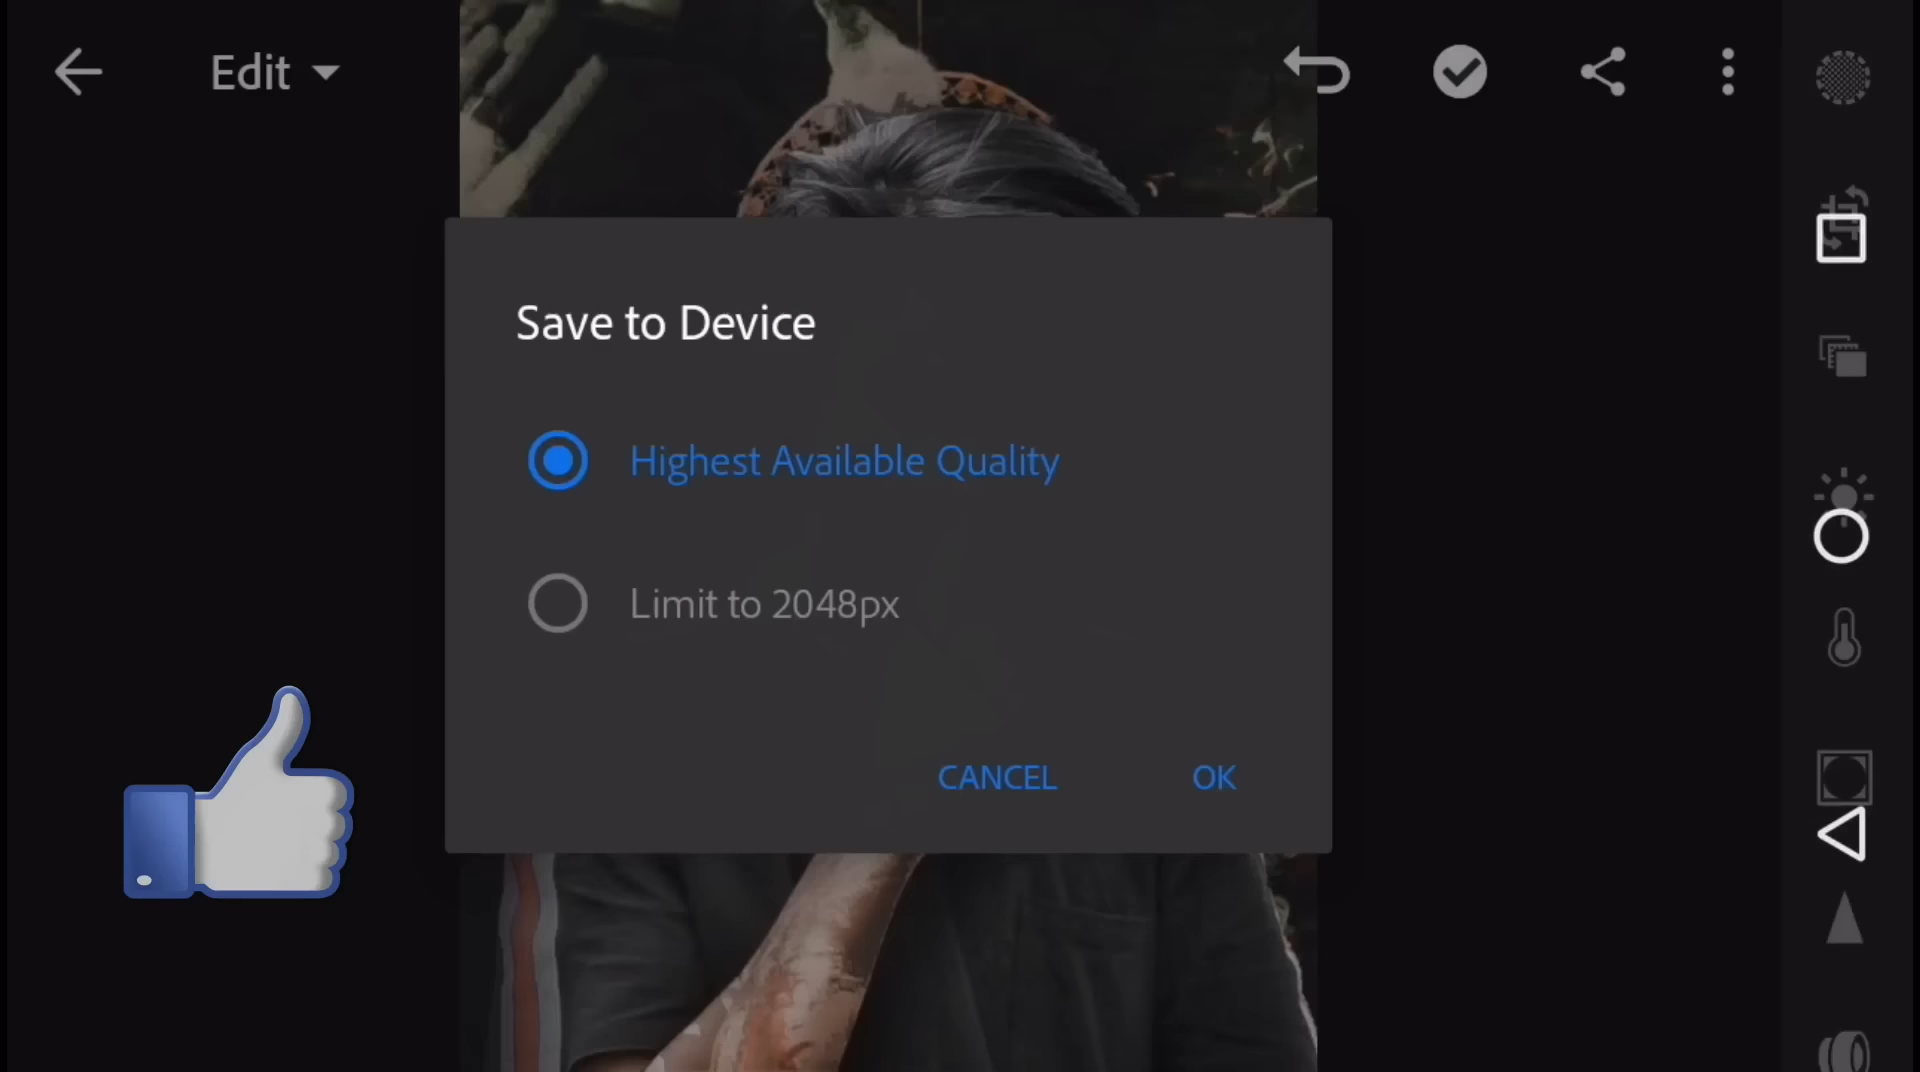 Edit
Save to Device
Highest Available Quality
Limit to 2048px
CANCEL OK